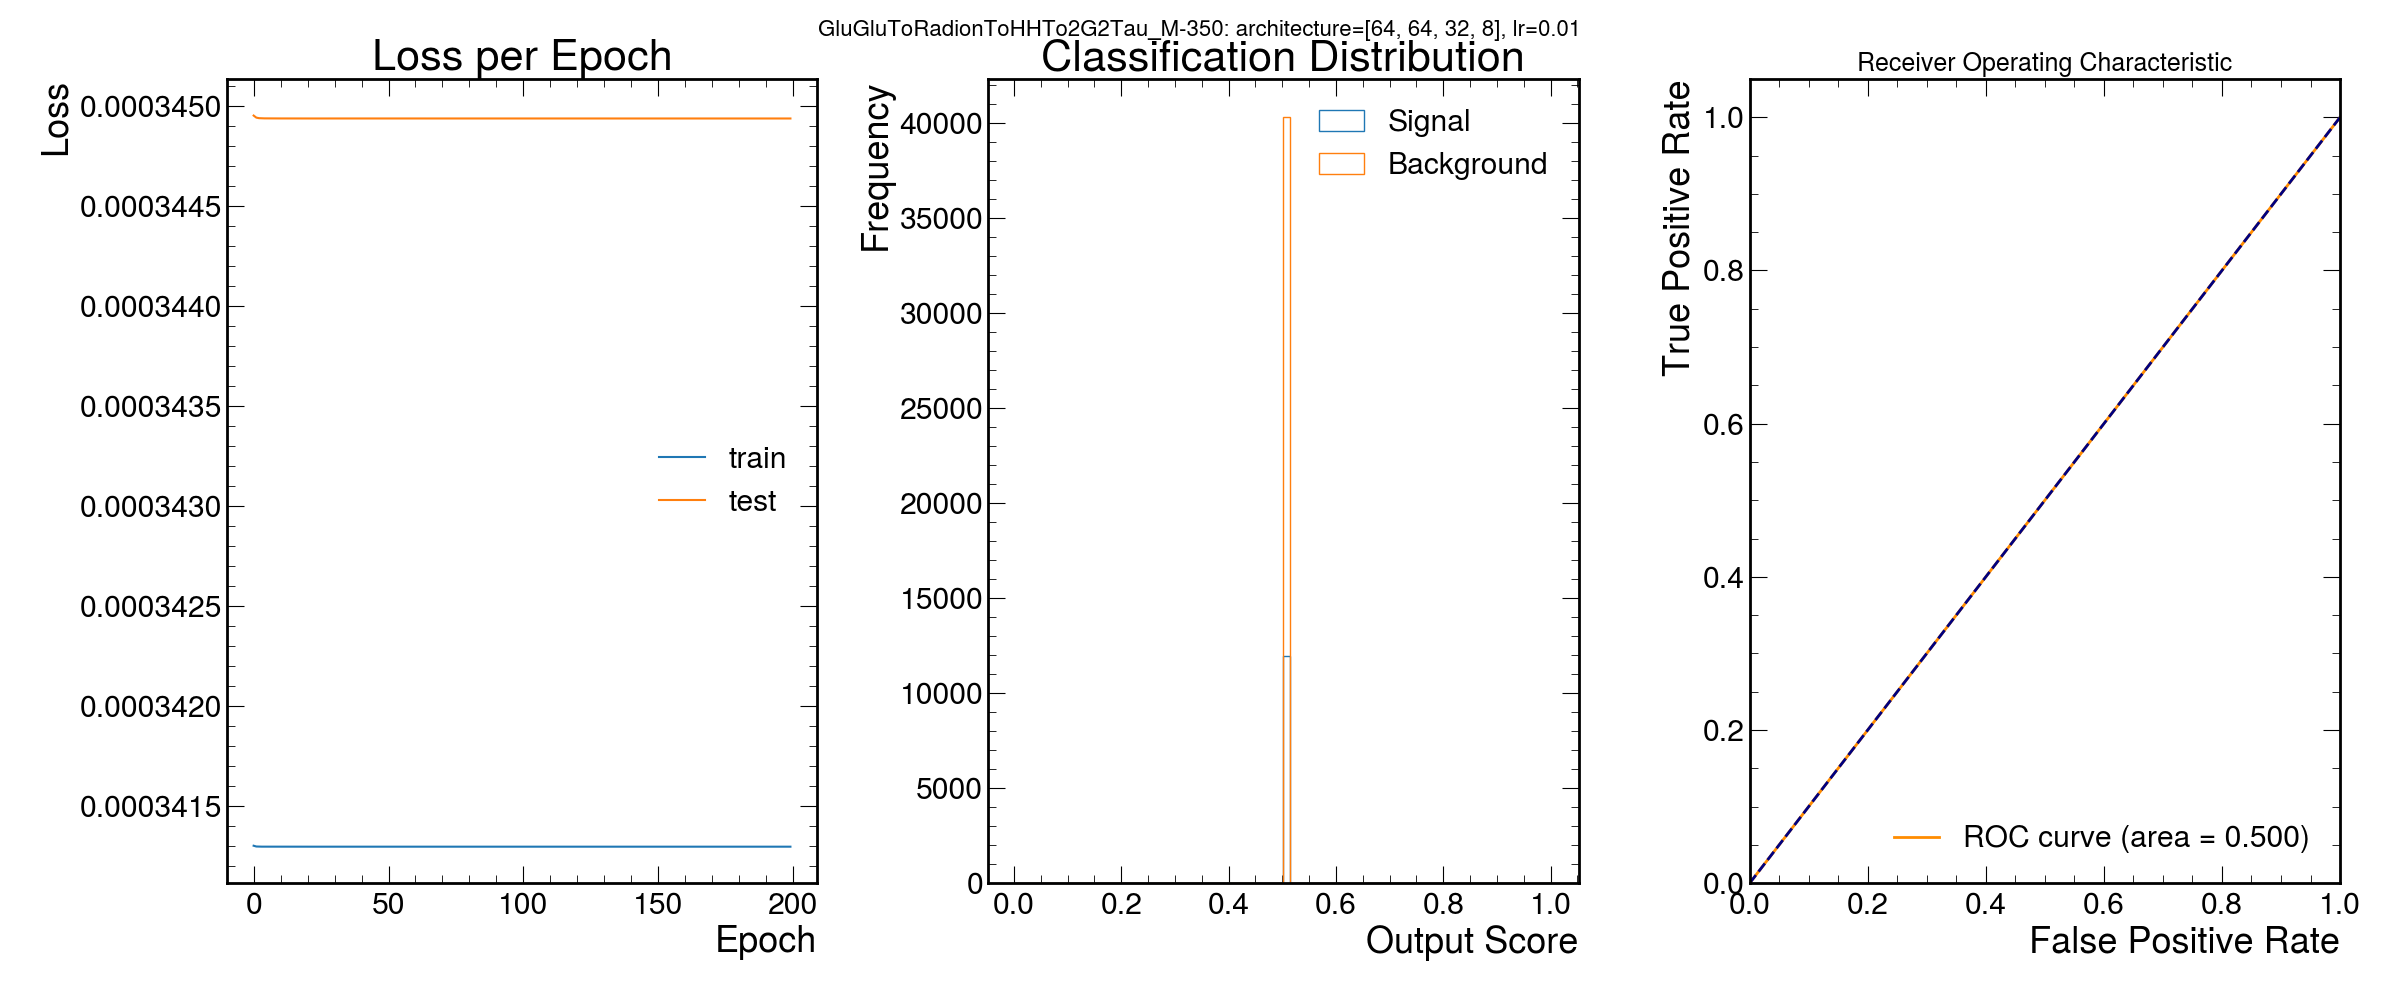 GluGluToRadionToHHTo2G2Tau_M-350: architecture=[64, 64, 32, 8], lr=0.01
Loss per Epoch
Loss
0.0003450
0.0003445
0.0003440
0.0003435
0.0003430
0.0003425
0.0003420
0.0003415
train
test
0 50 100 150 200
Epoch
Classification Distribution
Frequency
40000
35000
30000
25000
20000
15000
10000
5000
0
Signal
Background
0.0 0.2 0.4 0.6 0.8 1.0
Output Score
Receiver Operating Characteristic
True Positive Rate
1.0
0.8
0.6
0.4
0.2
0.0
ROC curve (area = 0.500)
0.0 0.2 0.4 0.6 0.8 1.0
False Positive Rate